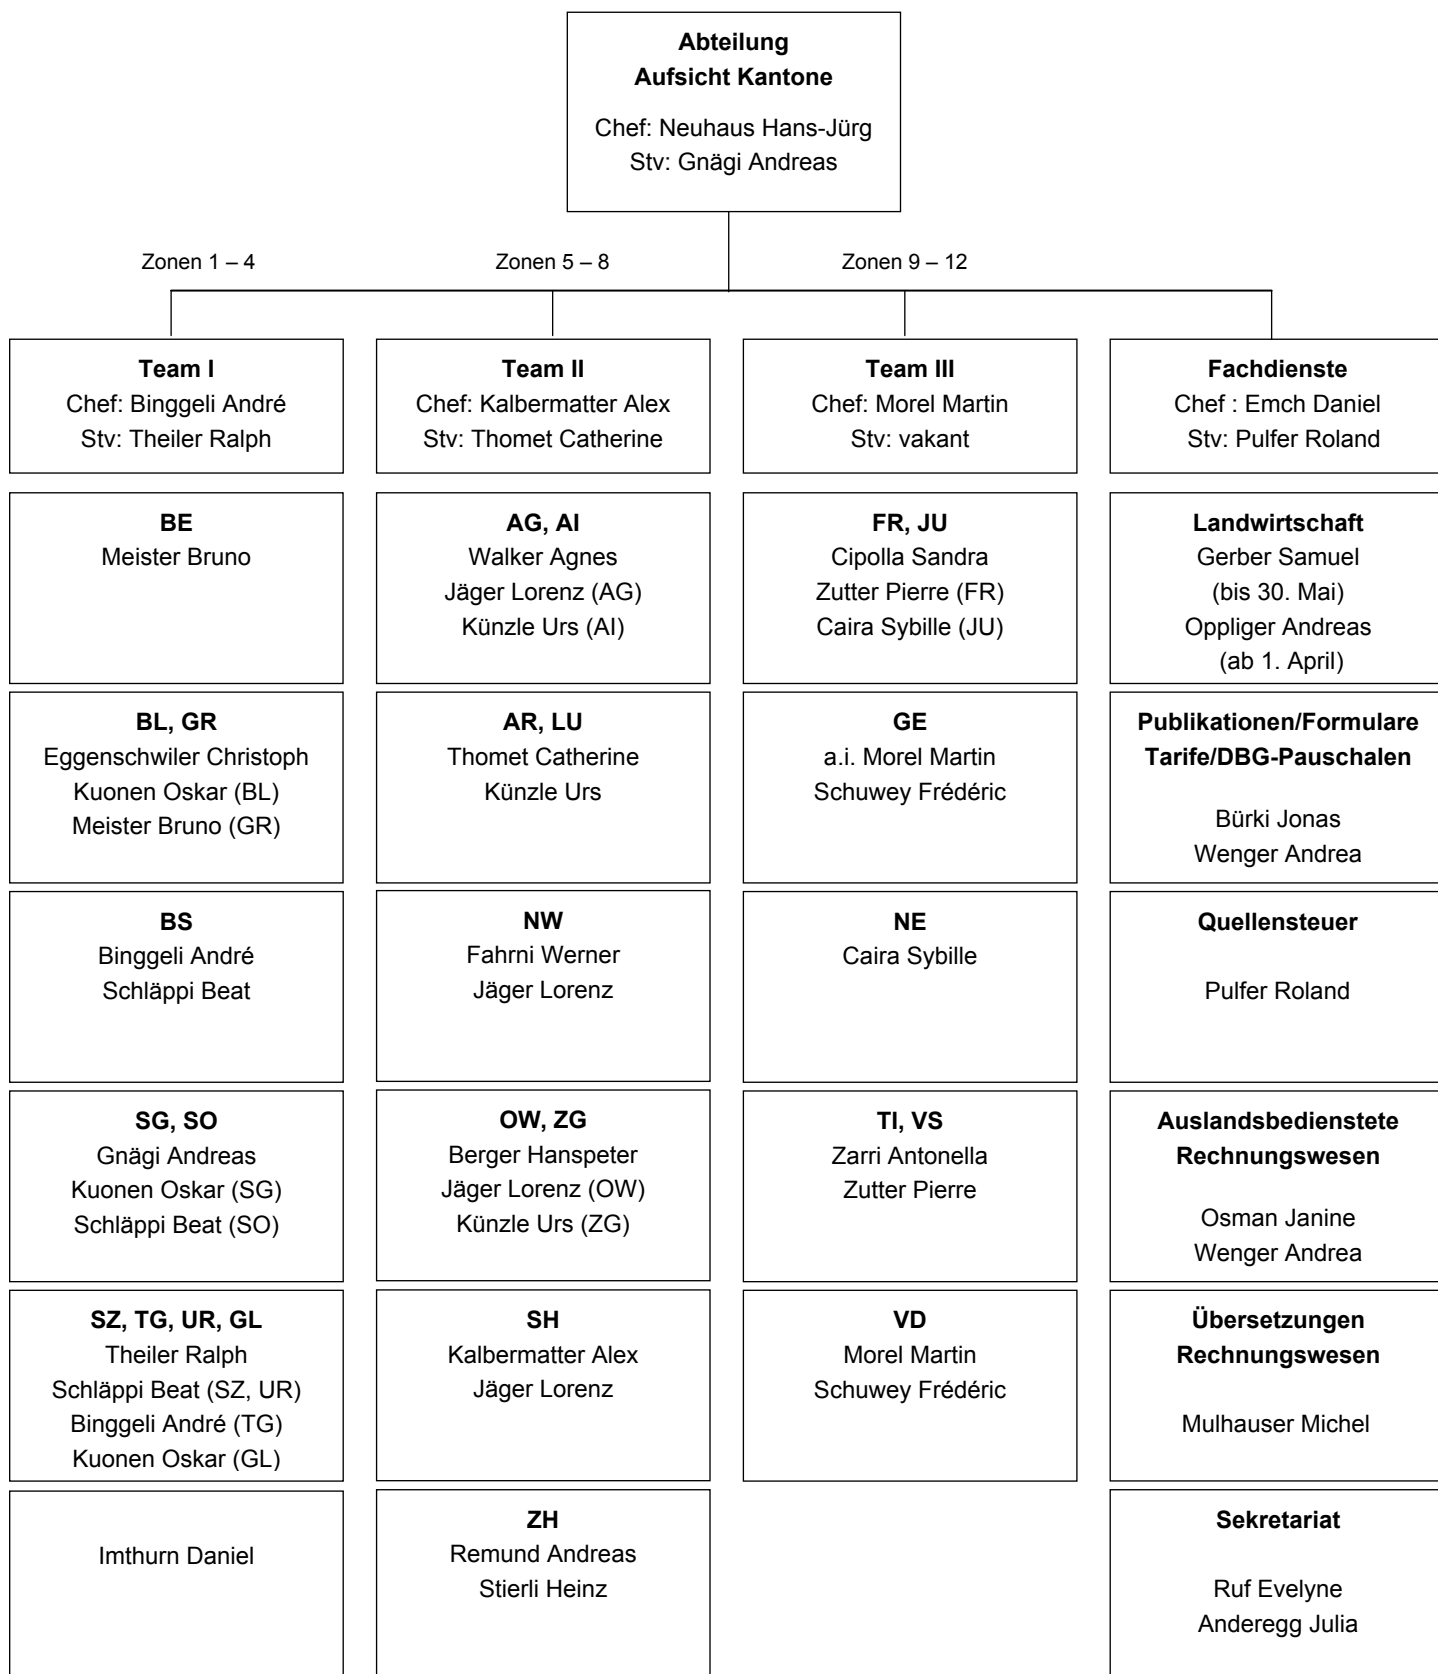 Abteilung
Aufsicht Kantone
Chef: Neuhaus Hans-Jürg
Stv: Gnägi Andreas
Zonen 1 – 4
Zonen 5 – 8
Zonen 9 – 12
Team I
Chef: Binggeli André
Stv: Theiler Ralph
Team II
Chef: Kalbermatter Alex
Stv: Thomet Catherine
Team III
Chef: Morel Martin
Stv: vakant
Fachdienste
Chef : Emch Daniel
Stv: Pulfer Roland
BE
Meister Bruno
AG, AI
Walker Agnes
Jäger Lorenz (AG)
Künzle Urs (AI)
FR, JU
Cipolla Sandra
Zutter Pierre (FR)
Caira Sybille (JU)
Landwirtschaft
Gerber Samuel
(bis 30. Mai)
Oppliger Andreas
(ab 1. April)
BL, GR
Eggenschwiler Christoph
Kuonen Oskar (BL)
Meister Bruno (GR)
AR, LU
Thomet Catherine
Künzle Urs
GE
a.i. Morel Martin
Schuwey Frédéric
Publikationen/Formulare
Tarife/DBG-Pauschalen
Bürki Jonas
Wenger Andrea
BS
Binggeli André
Schläppi Beat
NW
Fahrni Werner
Jäger Lorenz
NE
Caira Sybille
Quellensteuer
Pulfer Roland
SG, SO
Gnägi Andreas
Kuonen Oskar (SG)
Schläppi Beat (SO)
OW, ZG
Berger Hanspeter
Jäger Lorenz (OW)
Künzle Urs (ZG)
TI, VS
Zarri Antonella
Zutter Pierre
Auslandsbedienstete
Rechnungswesen
Osman Janine
Wenger Andrea
SZ, TG, UR, GL
Theiler Ralph
Schläppi Beat (SZ, UR)
Binggeli André (TG)
Kuonen Oskar (GL)
SH
Kalbermatter Alex
Jäger Lorenz
VD
Morel Martin
Schuwey Frédéric
Übersetzungen
Rechnungswesen
Mulhauser Michel
Imthurn Daniel
ZH
Remund Andreas
Stierli Heinz
Sekretariat
Ruf Evelyne
Anderegg Julia